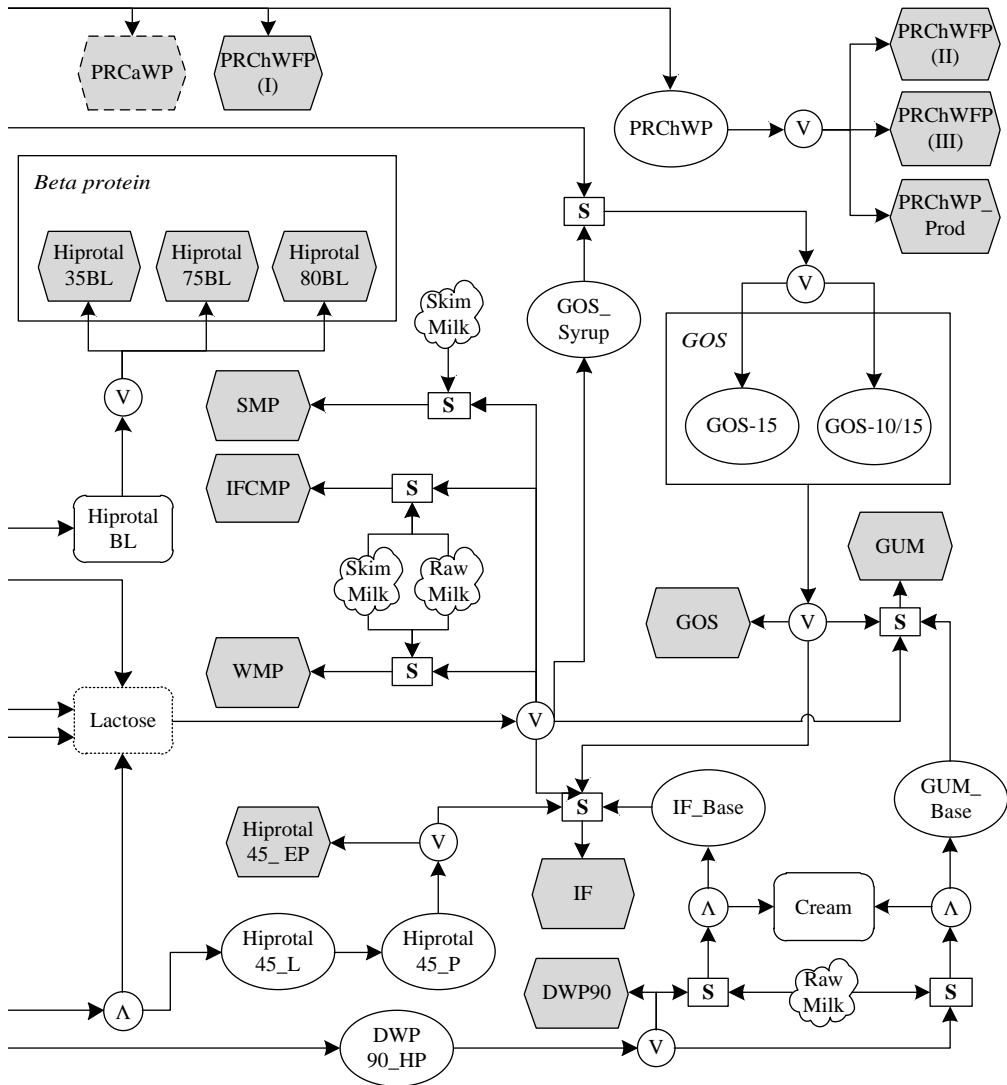 PRCaWP
PRChWFP
(I)
PRChWP
V
PRChWFP
(II)
PRChWFP
(III)
PRChWP_
Prod
Beta protein
Hiprotal
35BL
Hiprotal
75BL
Hiprotal
80BL
V
Hiprotal
BL
S
GOS_
Syrup
V
GOS
GOS-15
GOS-10/15
Skim
Milk
SMP
S
IFCMP
S
Skim
Milk
Raw
Milk
WMP
S
GUM
GOS
V
S
Lactose
V
GUM_
Base
S
IF_Base
Hiprotal
45_ EP
V
IF
Λ
Cream
Λ
Hiprotal
45_L
Hiprotal
45_P
Λ
DWP90
S
Raw
Milk
S
DWP
90_HP
V